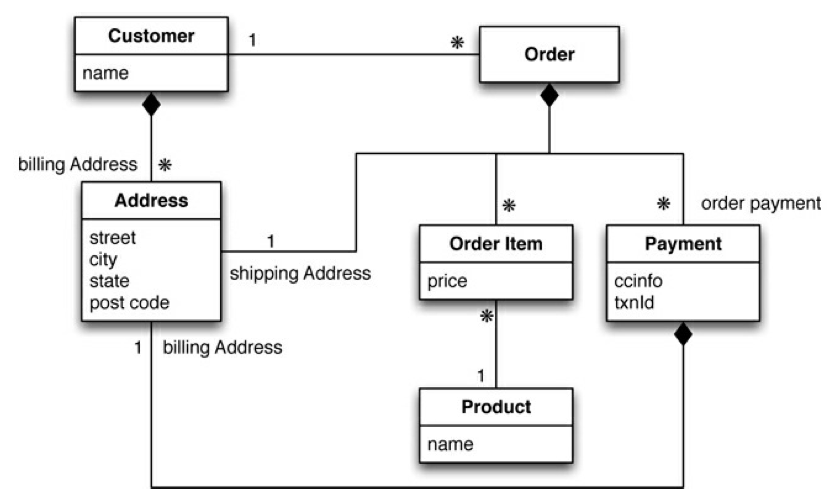 Customer
name
1
*
Order
billing Address
*
Address
street
city
state
post code
1
shipping Address
*
Order Item
price
*
order payment
Payment
ccinfo
txnId
1
billing Address
*
1
Product
name